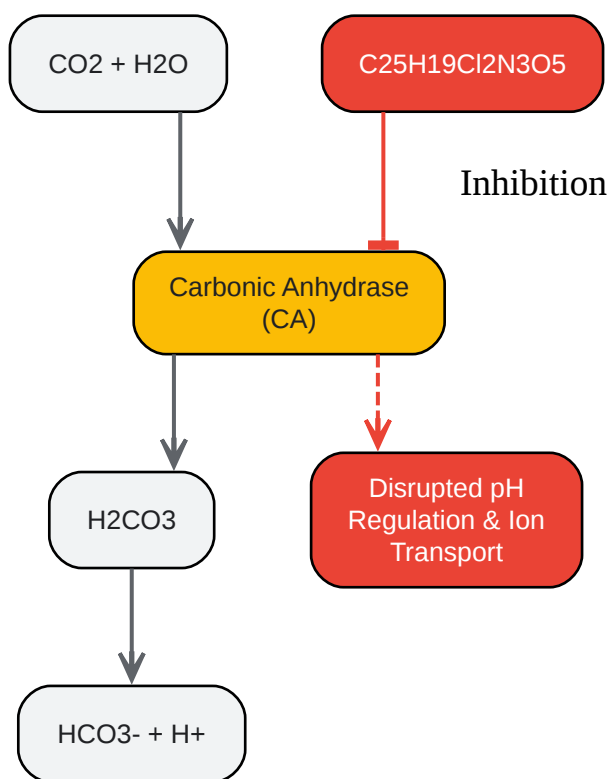 CO2 + H2O
C25H19Cl2N3O5
Inhibition
Carbonic Anhydrase
(CA)
H2CO3
Disrupted pH
Regulation & Ion
Transport
HCO3- + H+